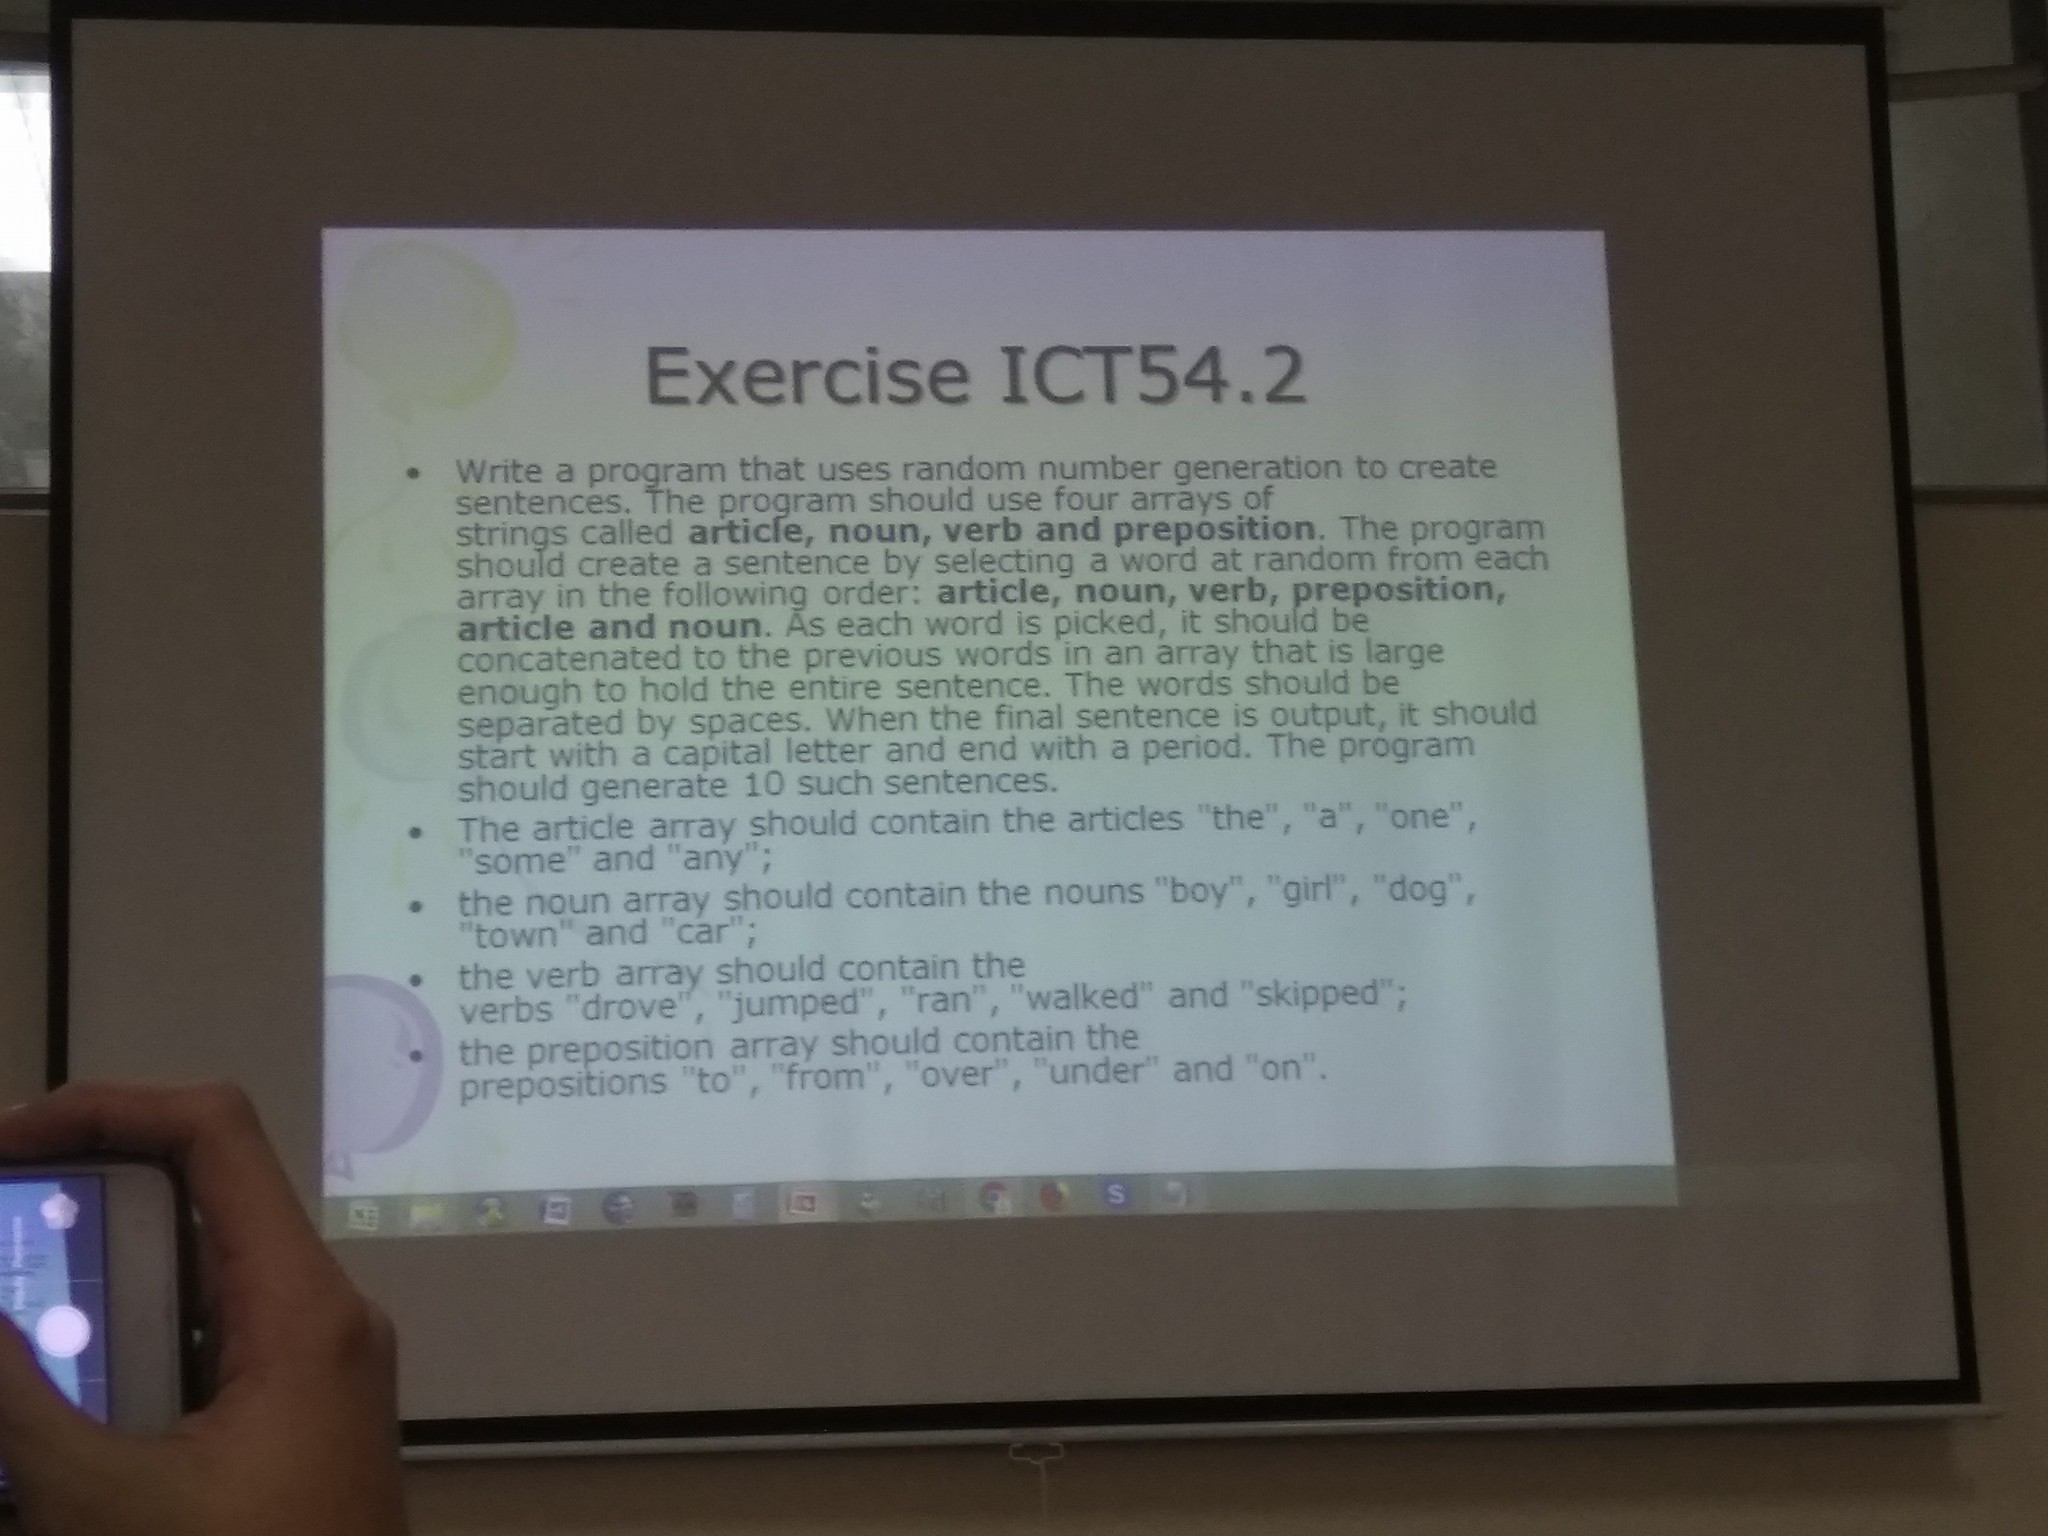 Exercise ICT54.2
• Write a program that uses random number generation to create
sentences. The program should use four arrays of
strings called article, noun, verb and preposition. The program
should create a sentence by selecting a word at random from each
array in the following order: article, noun, verb, preposition,
article and noun. As each word is picked, it should be
concatenated to the previous words in an array that is large
enough to hold the entire sentence. The words should be
separated by spaces. When the final sentence is output, it should
start with a capital letter and end with a period. The program
should generate 10 such sentences.
• The article array should contain the articles "the", "a", "one",
"some" and "any";
• the noun array should contain the nouns "boy", "girl", "dog",
"town" and "car";
• the verb array should contain the
verbs "drove", "jumped", "ran", "walked" and "skipped";
• the preposition array should contain the
prepositions "to", "from", "over", "under" and "on".
S